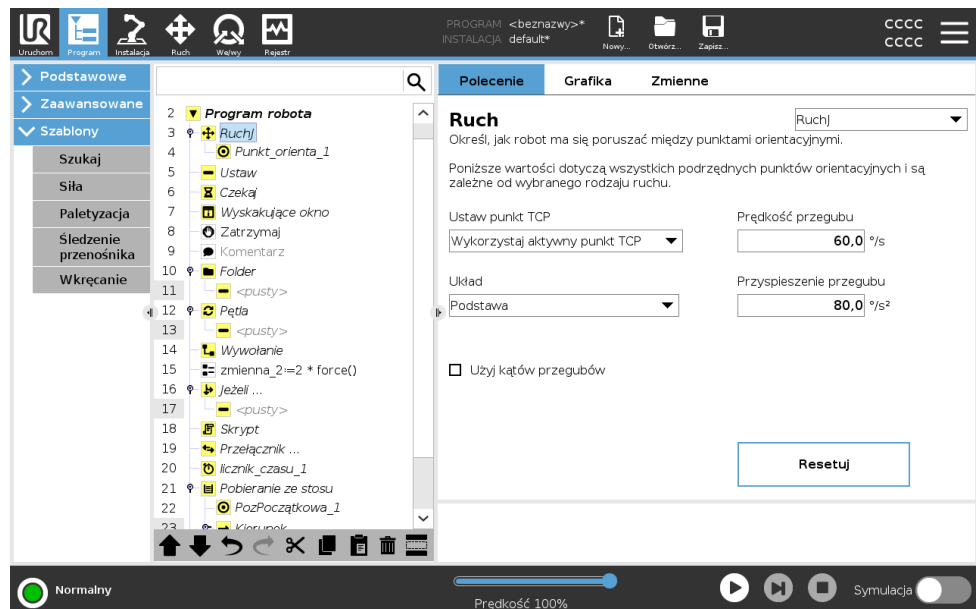 PROGRAM <beznazwy>*
INSTALACJA default*
Uruchom
Program
Instalacja
Ruch
We/wy
Rejestr
Nowy...
Otwórz...
Zapisz...
CCCC
CCCC
Podstawowe
Zaawansowane
Szablony
Szukaj
Siła
Paletyzacja
Śledzenie
przenośnika
Wkręcanie
2 Program robota
3 RuchJ
4 Punkt_orienta_1
5 Ustaw
6 Czekaj
7 Wyskakujące okno
8 Zatrzymaj
9 Komentarz
10 Folder
11 <pusty>
12 Pętla
13 <pusty>
14 Wywołanie
15 zmienna_2≔2 * force()
16 Jeżeli ...
17 <pusty>
18 Skrypt
19 Przełącznik ...
20 licznik_czasu_1
21 Pobieranie ze stosu
22 PozPoczątkowa_1
23 Kierunek
Polecenie
Grafika
Zmienne
Ruch
RuchJ
Określ, jak robot ma się poruszać między punktami orientacyjnymi.
Poniższe wartości dotyczą wszystkich podrzędnych punktów orientacyjnych i są
zależne od wybranego rodzaju ruchu.
Ustaw punkt TCP
Prędkość przegubu
Wykorzystaj aktywny punkt TCP
60,0 °/s
Układ
Przyspieszenie przegubu
Podstawa
80,0 °/s²
Użyj kątów przegubów
Resetuj
Normalny
Prędkość 100%
Symulacja